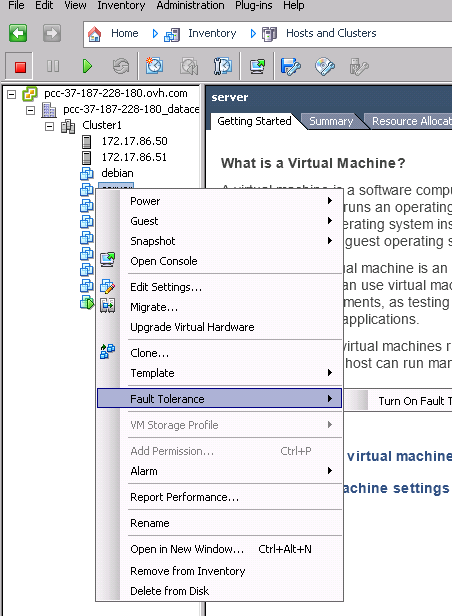 File Edit View Inventory Administration Plug-ins Help
Home Inventory Hosts and Clusters
pcc-37-187-228-180.ovh.com
pcc-37-187-228-180_datace
Cluster1
172.17.86.50
172.17.86.51
debian
server
Getting Started Summary Resource Allocat
What is a Virtual Machine?
A virtual machine is a software compu
runs an operating
erating system ins
guest operating s
ual machine is an
an use virtual mac
ments, as testing
applications.
virtual machines r
host can run man
Power
Guest
Snapshot
Open Console
Edit Settings...
Migrate...
Upgrade Virtual Hardware
Clone...
Template
Fault Tolerance
Turn On Fault T
VM Storage Profile
Add Permission... Ctrl+P
Alarm
Report Performance...
Rename
Open in New Window... Ctrl+Alt+N
Remove from Inventory
Delete from Disk
virtual machine
achine settings